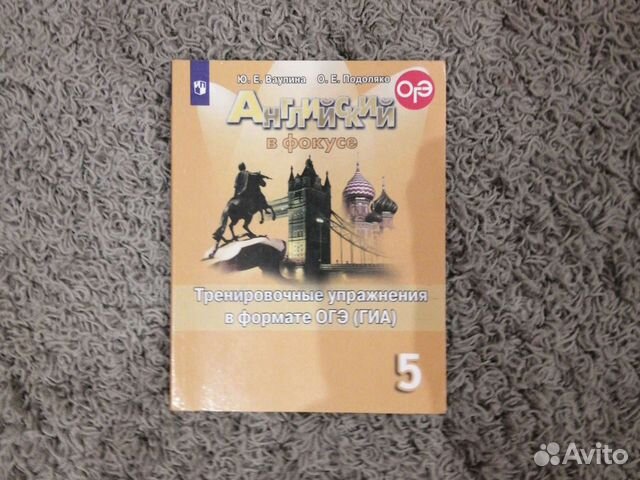 Ю. Е. Ваулина О. Е. Подоляко
ОГЭ
Английский
в фокусе
Тренировочные упражнения
в формате ОГЭ (ГИА)
5
Avito